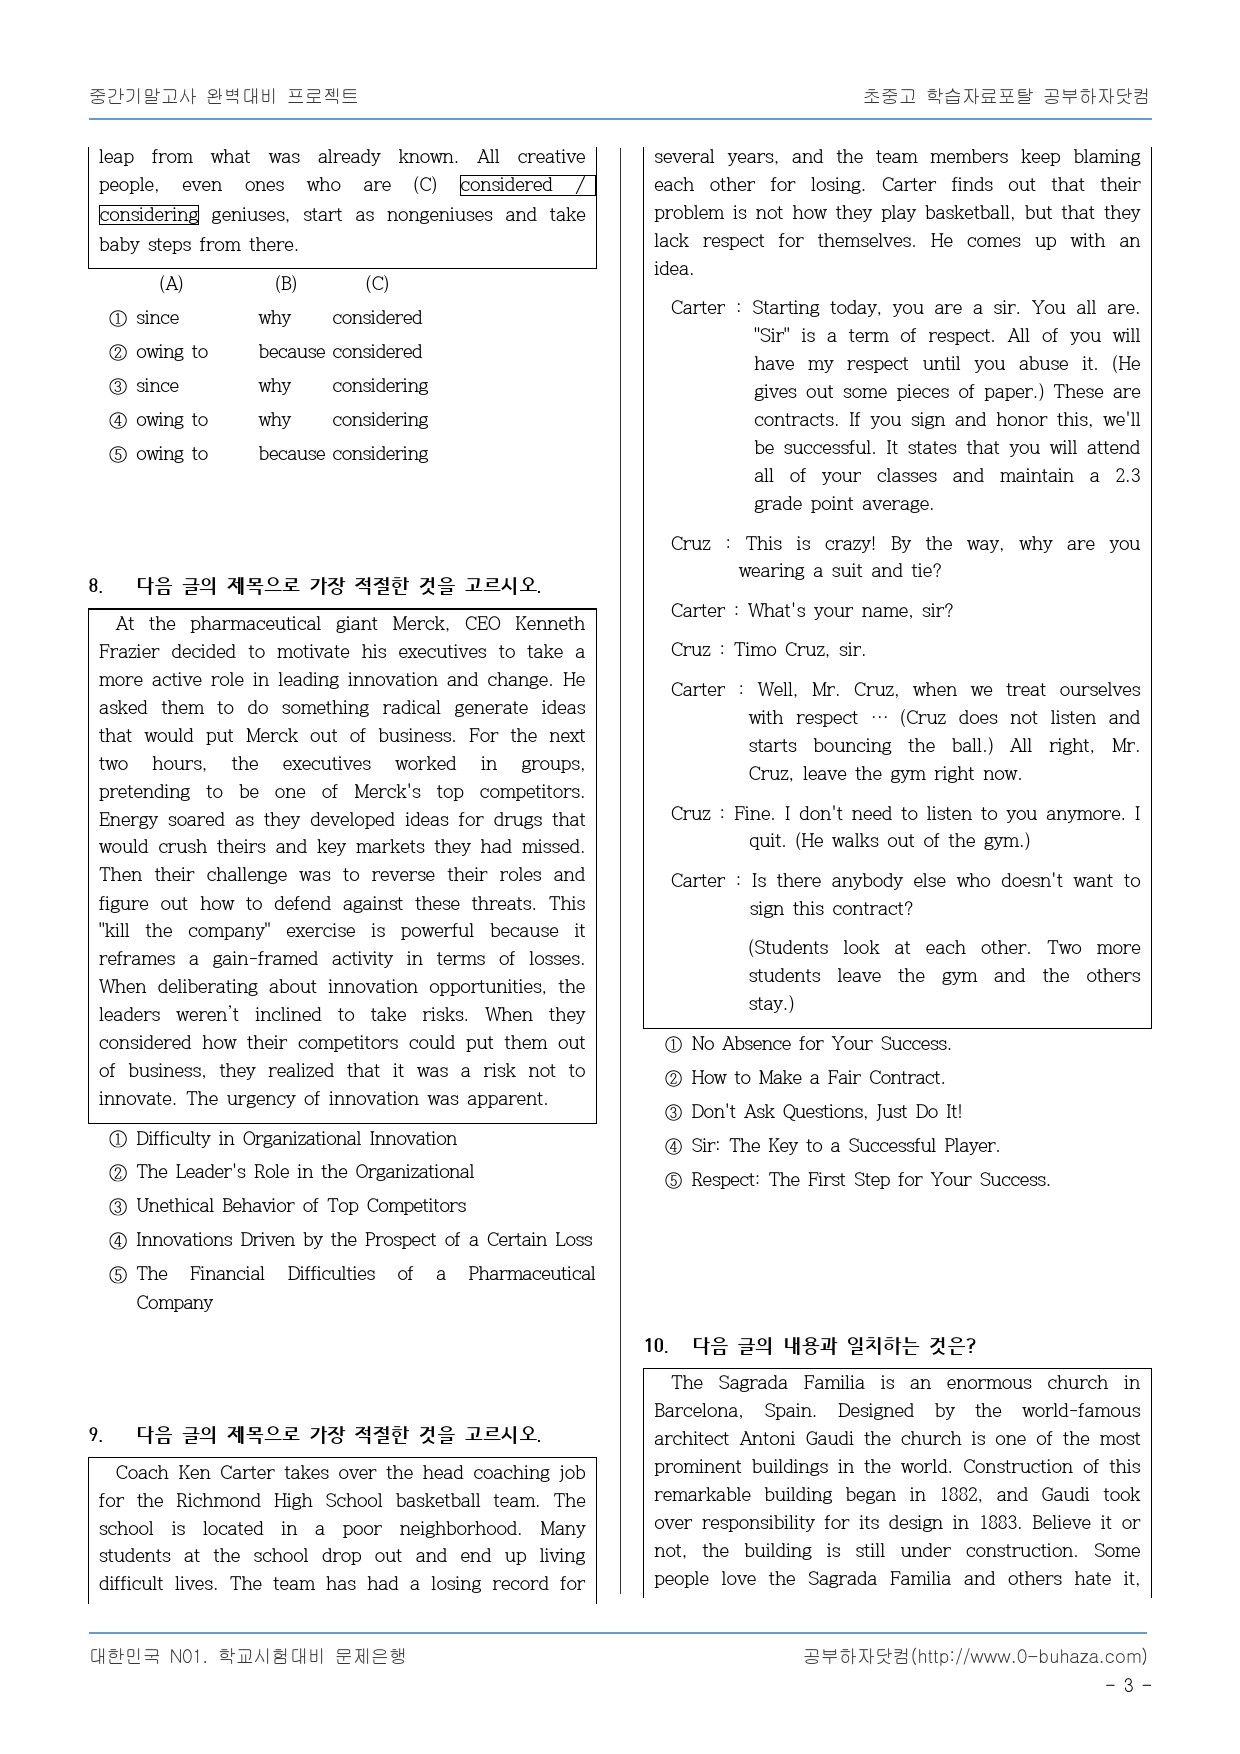 중간기말고사 완벽대비 프로젝트
초중고 학습자료포탈 공부하자닷컴
leap from what was already known. All creative
people, even ones who are (C) considered /
considering geniuses, start as nongeniuses and take
baby steps from there.
(A) (B) (C)
① since why considered
② owing to because considered
③ since why considering
④ owing to why considering
⑤ owing to because considering
8. 다음 글의 제목으로 가장 적절한 것을 고르시오.
At the pharmaceutical giant Merck, CEO Kenneth
Frazier decided to motivate his executives to take a
more active role in leading innovation and change. He
asked them to do something radical generate ideas
that would put Merck out of business. For the next
two hours, the executives worked in groups,
pretending to be one of Merck's top competitors.
Energy soared as they developed ideas for drugs that
would crush theirs and key markets they had missed.
Then their challenge was to reverse their roles and
figure out how to defend against these threats. This
"kill the company" exercise is powerful because it
reframes a gain-framed activity in terms of losses.
When deliberating about innovation opportunities, the
leaders weren’t inclined to take risks. When they
considered how their competitors could put them out
of business, they realized that it was a risk not to
innovate. The urgency of innovation was apparent.
① Difficulty in Organizational Innovation
② The Leader's Role in the Organizational
③ Unethical Behavior of Top Competitors
④ Innovations Driven by the Prospect of a Certain Loss
⑤ The Financial Difficulties of a Pharmaceutical
Company
9. 다음 글의 제목으로 가장 적절한 것을 고르시오.
Coach Ken Carter takes over the head coaching job
for the Richmond High School basketball team. The
school is located in a poor neighborhood. Many
students at the school drop out and end up living
difficult lives. The team has had a losing record for
several years, and the team members keep blaming
each other for losing. Carter finds out that their
problem is not how they play basketball, but that they
lack respect for themselves. He comes up with an
idea.
Carter : Starting today, you are a sir. You all are.
"Sir" is a term of respect. All of you will
have my respect until you abuse it. (He
gives out some pieces of paper.) These are
contracts. If you sign and honor this, we'll
be successful. It states that you will attend
all of your classes and maintain a 2.3
grade point average.
Cruz : This is crazy! By the way, why are you
wearing a suit and tie?
Carter : What's your name, sir?
Cruz : Timo Cruz, sir.
Carter : Well, Mr. Cruz, when we treat ourselves
with respect … (Cruz does not listen and
starts bouncing the ball.) All right, Mr.
Cruz, leave the gym right now.
Cruz : Fine. I don't need to listen to you anymore. I
quit. (He walks out of the gym.)
Carter : Is there anybody else who doesn't want to
sign this contract?
(Students look at each other. Two more
students leave the gym and the others
stay.)
① No Absence for Your Success.
② How to Make a Fair Contract.
③ Don't Ask Questions, Just Do It!
④ Sir: The Key to a Successful Player.
⑤ Respect: The First Step for Your Success.
10. 다음 글의 내용과 일치하는 것은?
The Sagrada Familia is an enormous church in
Barcelona, Spain. Designed by the world-famous
architect Antoni Gaudi the church is one of the most
prominent buildings in the world. Construction of this
remarkable building began in 1882, and Gaudi took
over responsibility for its design in 1883. Believe it or
not, the building is still under construction. Some
people love the Sagrada Familia and others hate it,
대한민국 N01. 학교시험대비 문제은행
공부하자닷컴(http://www.0-buhaza.com)
- 3 -